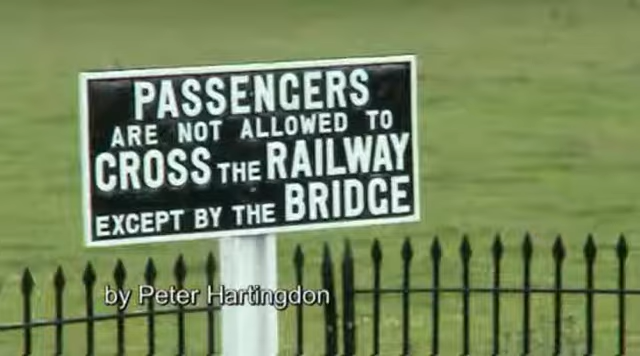 PASSENGERS
ARE NOT ALLOWED TO
CROSS THE RAILWAY
EXCEPT BY THE BRIDGE
by Peter Hartingdon